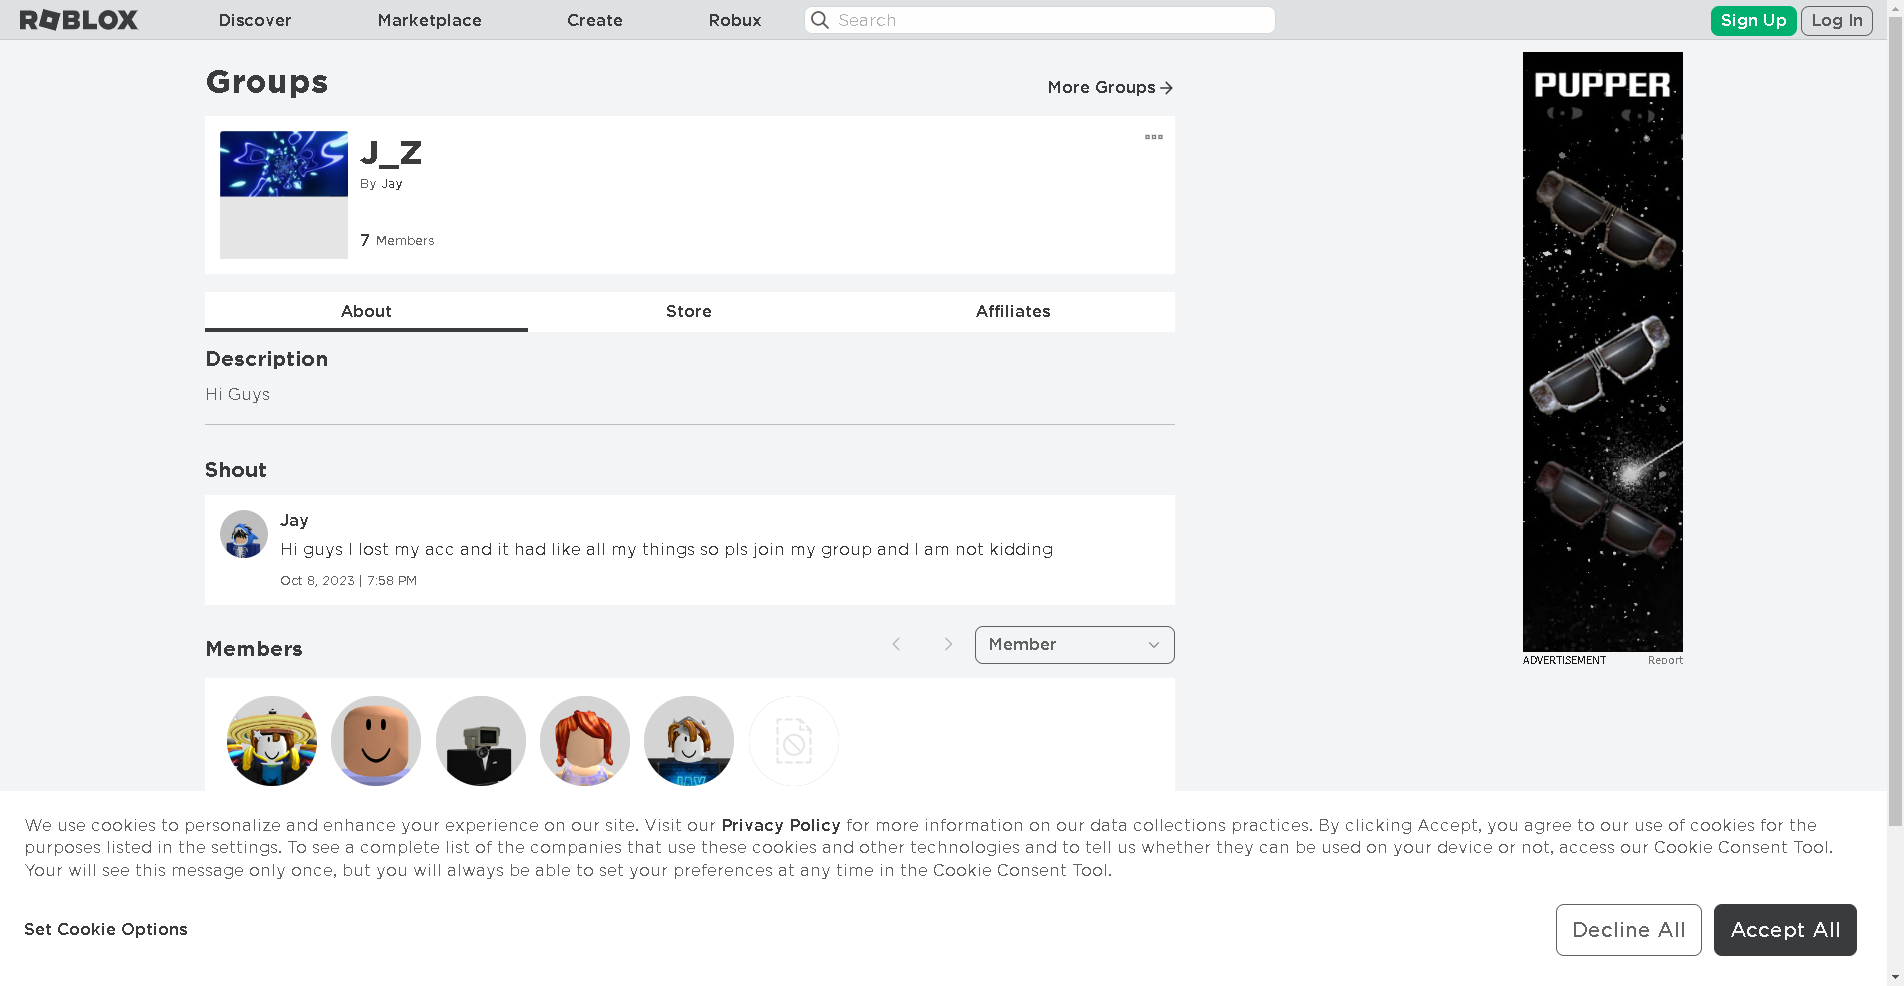 ROBLOX
Discover
Marketplace
Create
Robux
Search
Sign Up
Log In
Groups
More Groups
J_Z
By Jay
7 Members
About
Store
Affiliates
Description
Hi Guys
Shout
Jay
Hi guys I lost my acc and it had like all my things so pls join my group and I am not kidding
Oct 8, 2023 | 7:58 PM
Members
Member
PUPPER
ADVERTISEMENT
Report
We use cookies to personalize and enhance your experience on our site. Visit our Privacy Policy for more information on our data collections practices. By clicking Accept, you agree to our use of cookies for the
purposes listed in the settings. To see a complete list of the companies that use these cookies and other technologies and to tell us whether they can be used on your device or not, access our Cookie Consent Tool.
Your will see this message only once, but you will always be able to set your preferences at any time in the Cookie Consent Tool.
Set Cookie Options
Decline All
Accept All